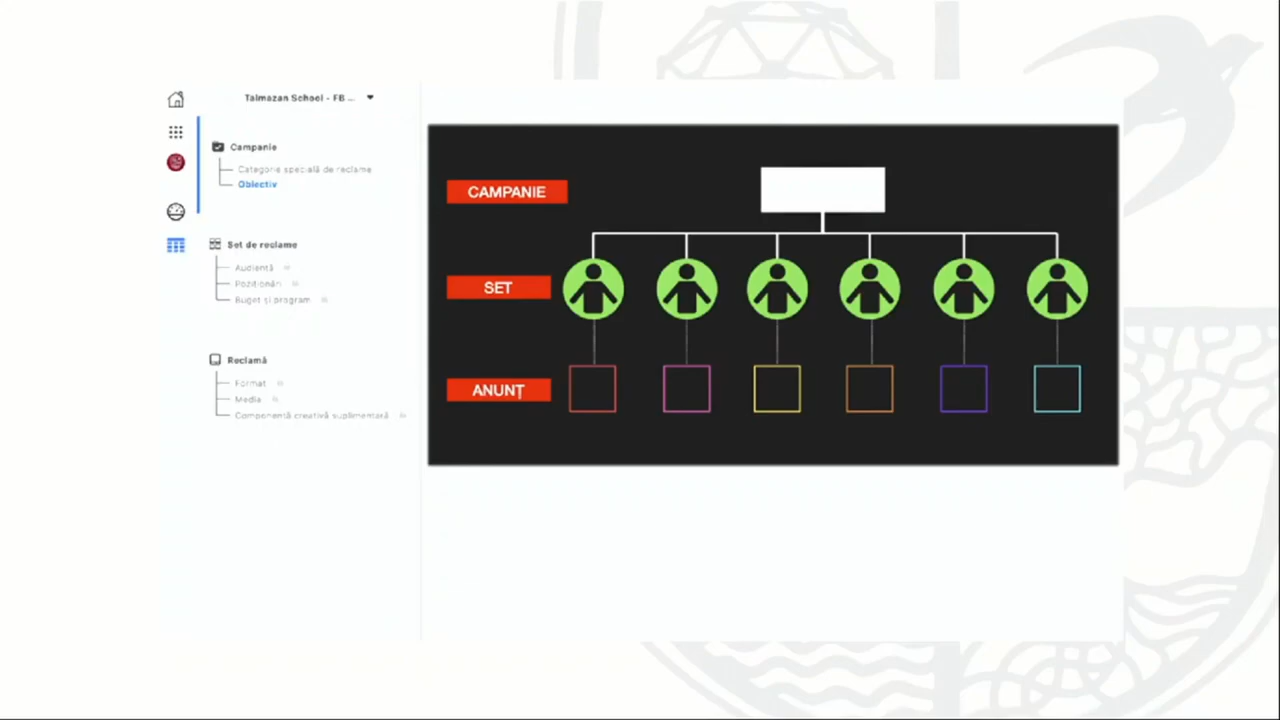 Talmazan School - FB ...
Campanie
Categorie specială de reclame
Obiectiv
Set de reclame
Audiență
Poziționări
Buget și program
Reclamă
Format
Media
Componentă creativă suplimentară
CAMPANIE
SET
ANUNȚ